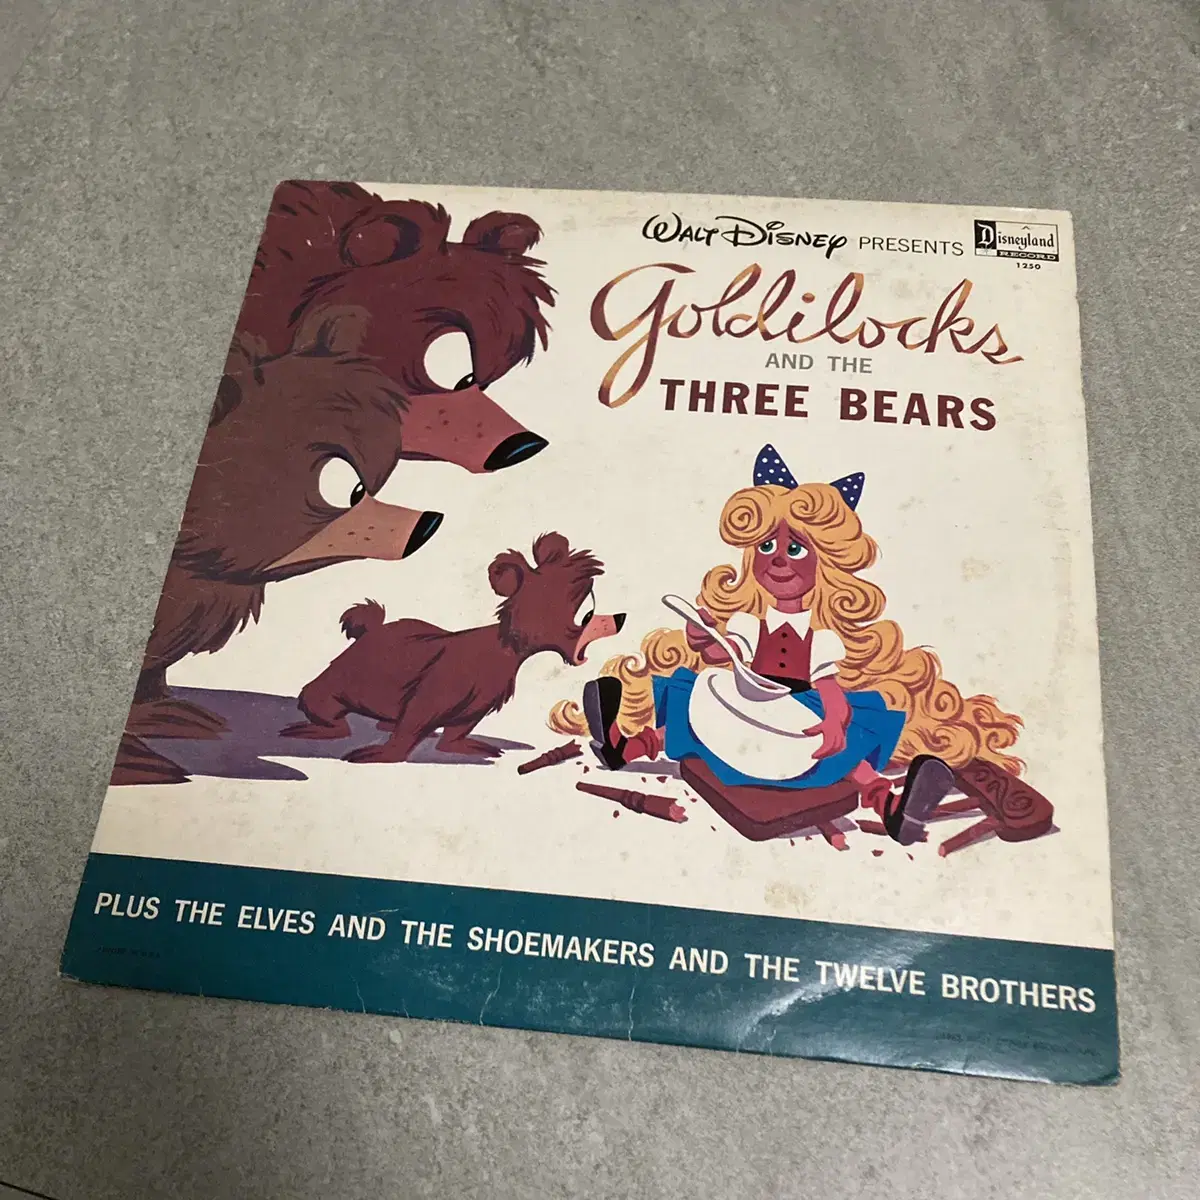 WALT DISNEY PRESENTS
Disneyland
RECORD
1250
Goldilocks
AND THE
THREE BEARS
PLUS THE ELVES AND THE SHOEMAKERS AND THE TWELVE BROTHERS